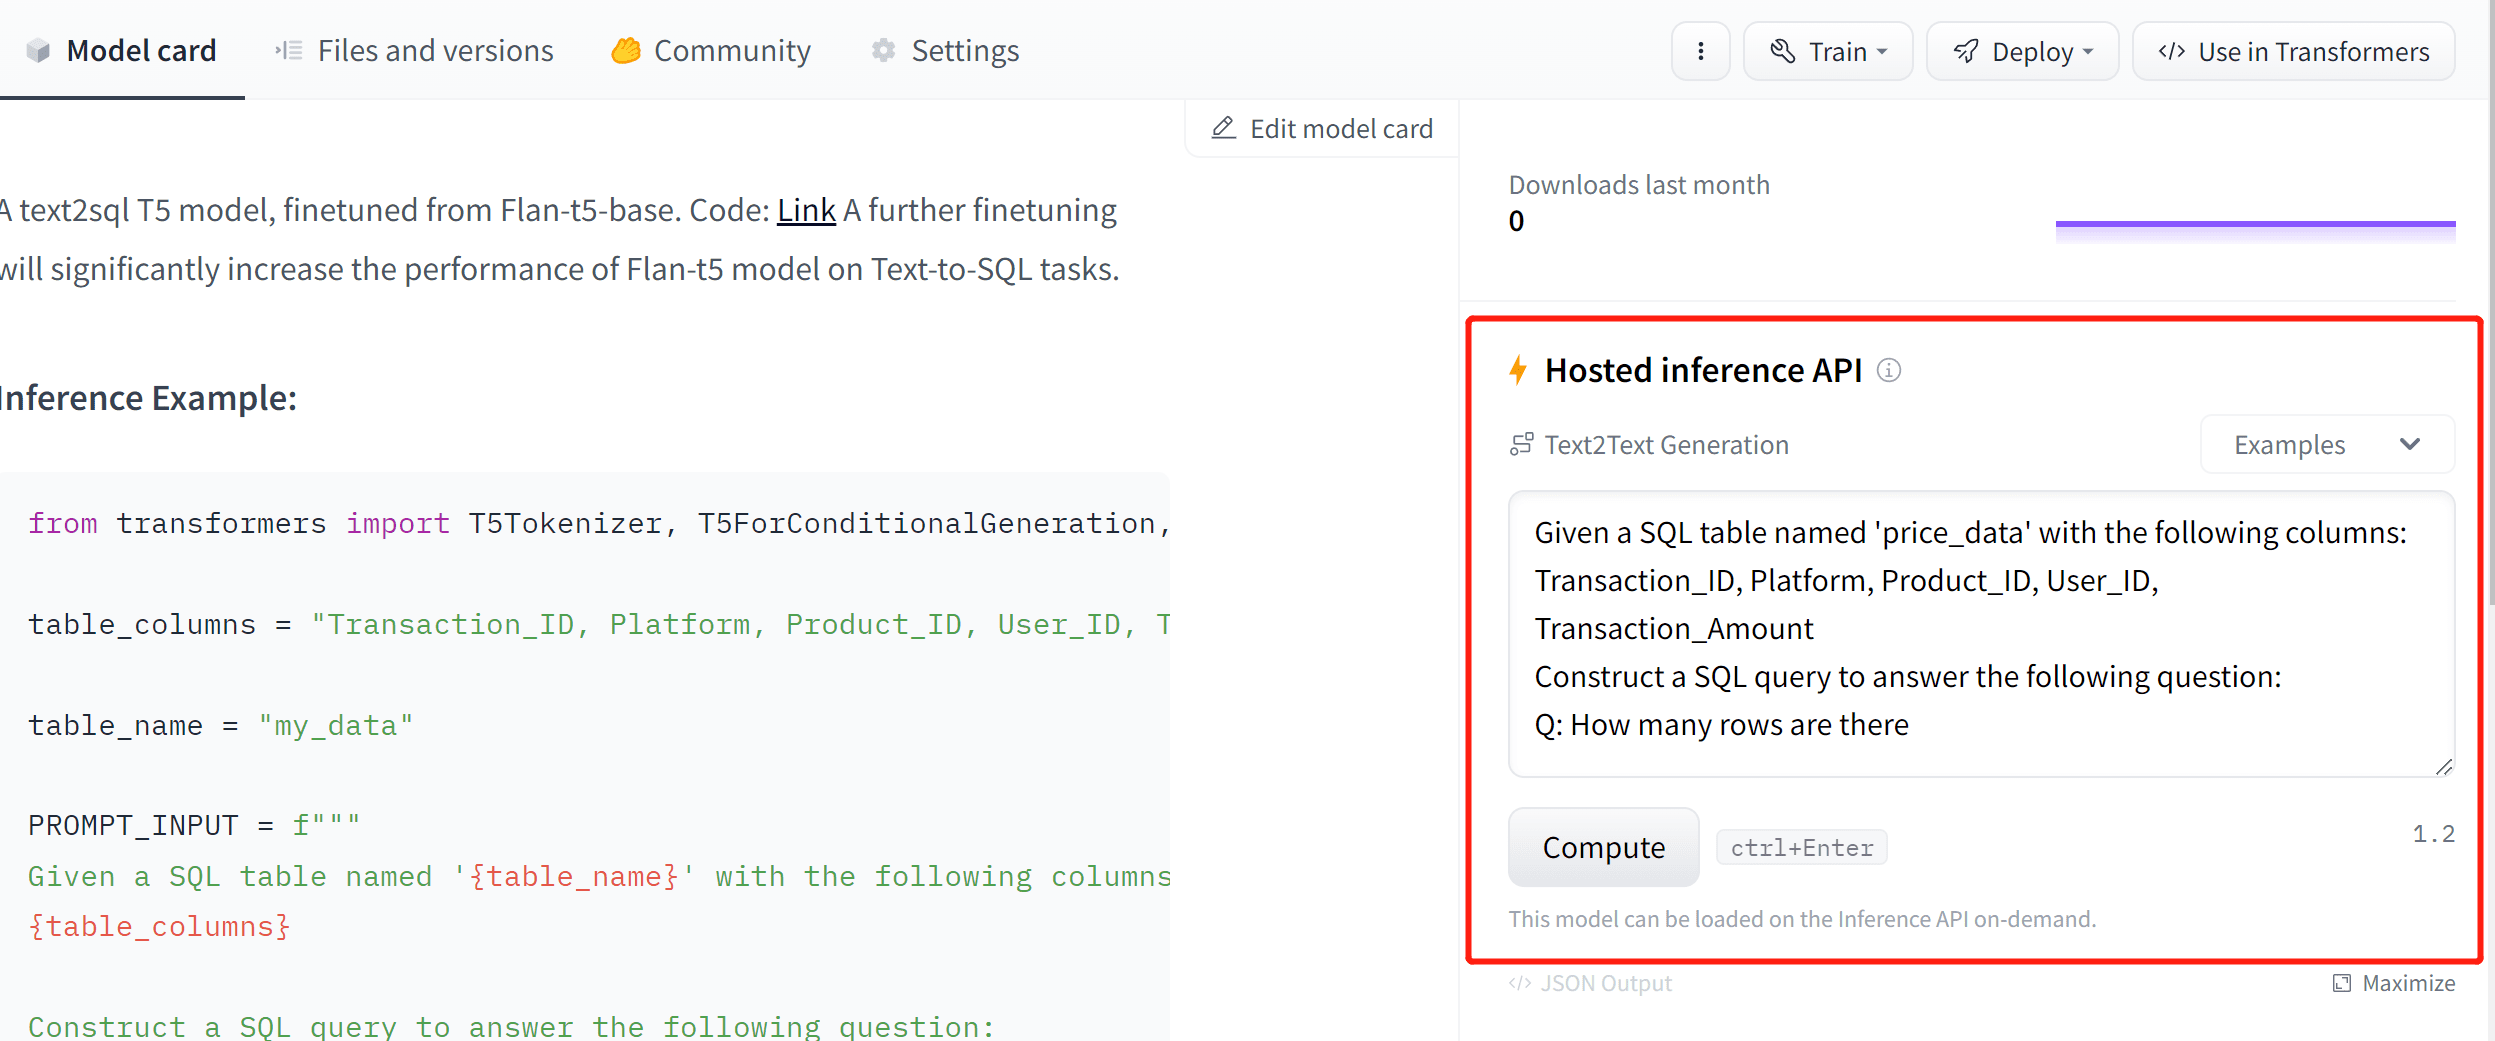 Model card
Files and versions
Community
Settings
Train
Deploy
</> Use in Transformers
Edit model card
A text2sql T5 model, finetuned from Flan-t5-base. Code: Link A further finetuning
will significantly increase the performance of Flan-t5 model on Text-to-SQL tasks.
Inference Example:
from transformers import T5Tokenizer, T5ForConditionalGeneration,
table_columns = "Transaction_ID, Platform, Product_ID, User_ID, T
table_name = "my_data"
PROMPT_INPUT = f"""
Given a SQL table named '{table_name}' with the following columns
{table_columns}
Construct a SQL query to answer the following question:
Downloads last month
0
Hosted inference API
Text2Text Generation
Examples
Given a SQL table named 'price_data' with the following columns:
Transaction_ID, Platform, Product_ID, User_ID,
Transaction_Amount
Construct a SQL query to answer the following question:
Q: How many rows are there
Compute
ctrl+Enter
1.2
This model can be loaded on the Inference API on-demand.
</> JSON Output
Maximize